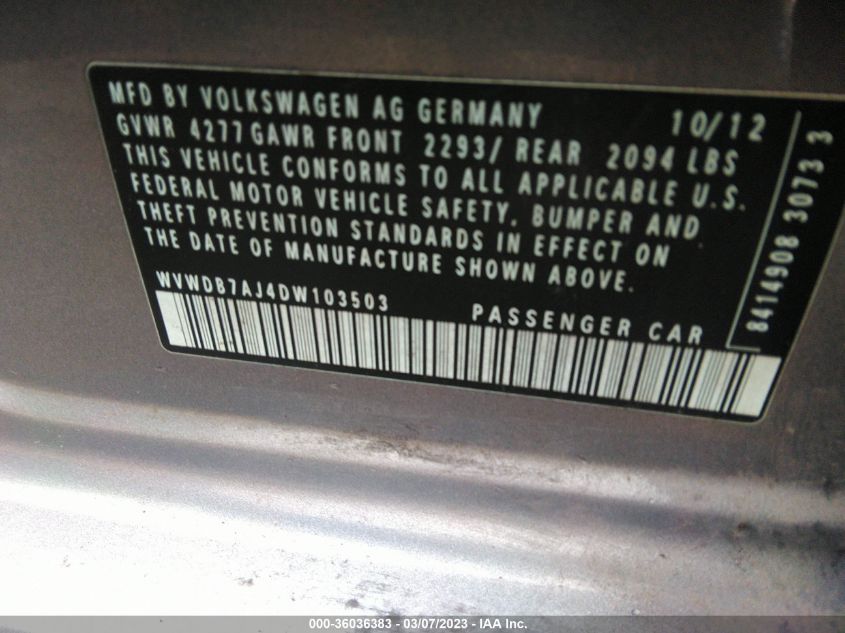 MFD BY VOLKSWAGEN AG GERMANY 10/12
GVWR 4277 GAWR FRONT 2293/ REAR 2094 LBS
THIS VEHICLE CONFORMS TO ALL APPLICABLE U.S.
FEDERAL MOTOR VEHICLE SAFETY, BUMPER AND
THEFT PREVENTION STANDARDS IN EFFECT ON
THE DATE OF MANUFACTURE SHOWN ABOVE.
WVWDB7AJ4DW103503 PASSENGER CAR
8414908 3073 3
000-36036383 - 03/07/2023 - IAA Inc.